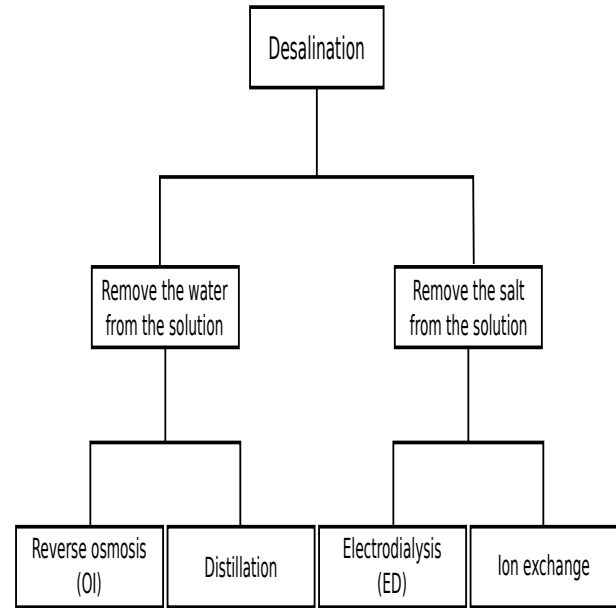 Desalination
Remove the water
from the solution
Remove the salt
from the solution
Reverse osmosis
(OI)
Distillation
Electrodialysis
(ED)
Ion exchange